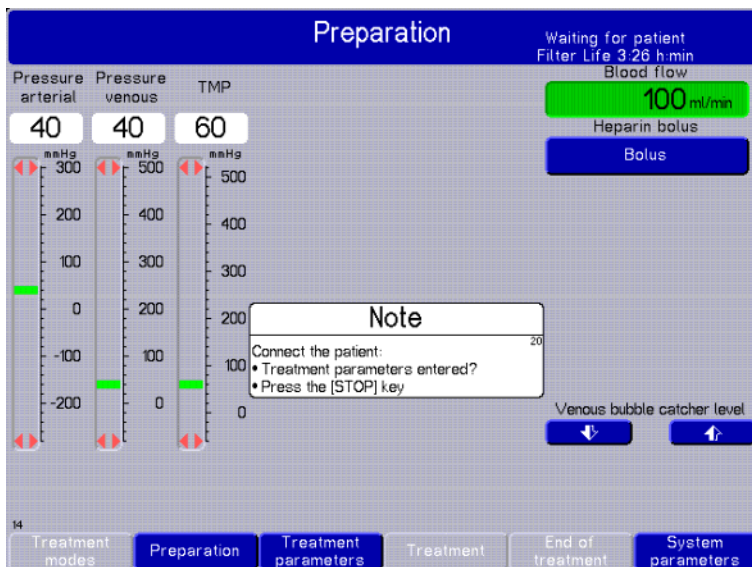 Preparation
Waiting for patient
Filter Life 3:26 h:min
Pressure arterial
Pressure venous
TMP
Blood flow
100 ml/min
40
40
60
Heparin bolus
Bolus
mmHg
300
200
100
0
-100
-200
mmHg
500
400
300
200
100
0
mmHg
500
400
300
200
100
0
Note
20
Connect the patient:
• Treatment parameters entered?
• Press the [STOP] key
Venous bubble catcher level
14
Treatment modes
Preparation
Treatment parameters
Treatment
End of treatment
System parameters